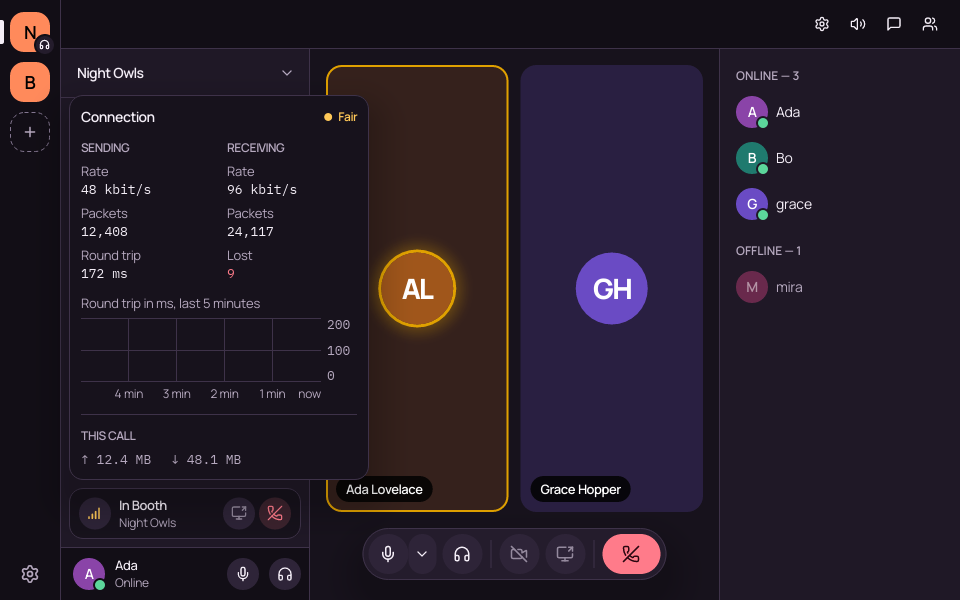 N
B
Night Owls
Connection
Fair
SENDING
RECEIVING
Rate
48 kbit/s
Rate
96 kbit/s
Packets
12,408
Packets
24,117
Round trip
172 ms
Lost
9
Round trip in ms, last 5 minutes
200
100
0
4 min
3 min
2 min
1 min
now
THIS CALL
↑ 12.4 MB
↓ 48.1 MB
In Booth
Night Owls
A
Ada
Online
AL
Ada Lovelace
GH
Grace Hopper
ONLINE — 3
A
Ada
B
Bo
G
grace
OFFLINE — 1
M
mira